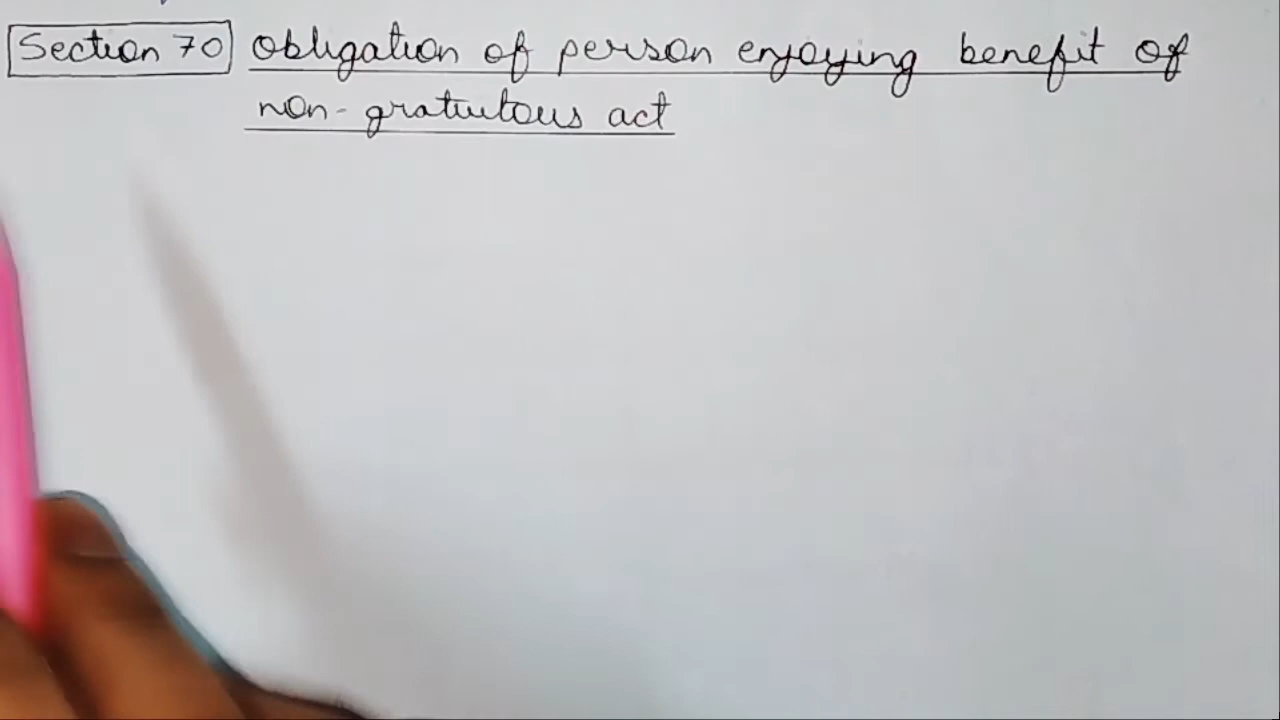 Section 70 Obligation of person enjoying benefit of
non-gratuitous act